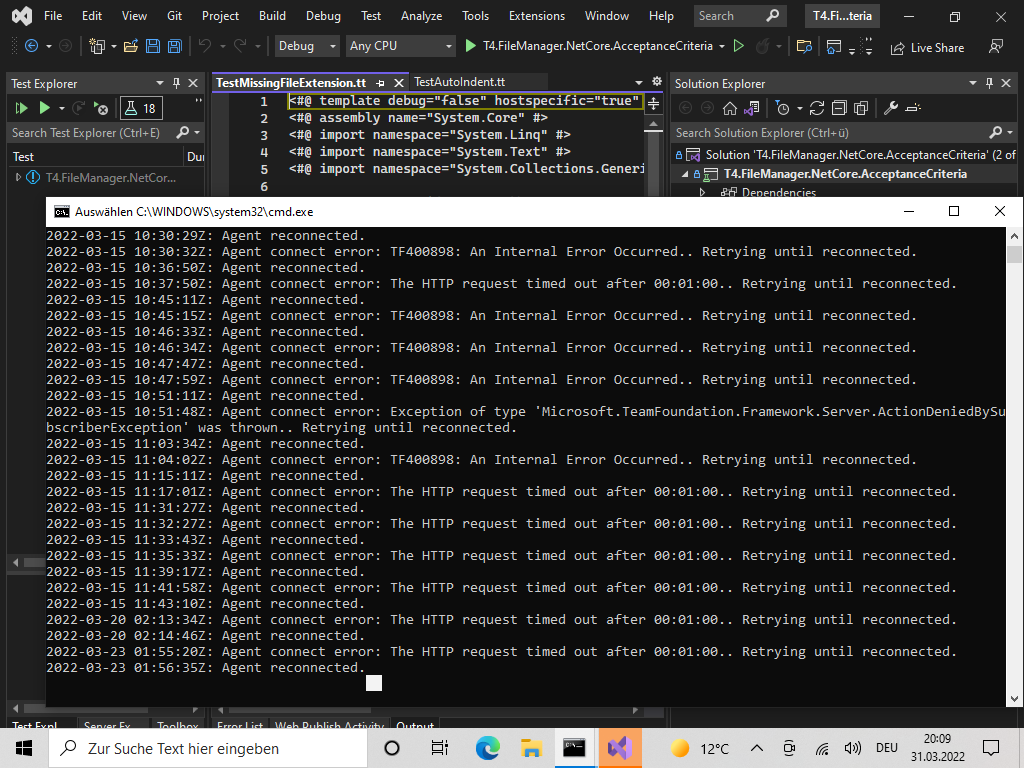 File Edit View Git Project Build Debug Test Analyze Tools Extensions Window Help Search T4.Fi...teria
Debug Any CPU T4.FileManager.NetCore.AcceptanceCriteria Live Share
Test Explorer
18
Search Test Explorer (Ctrl+E)
Test Dur
T4.FileManager.NetCor...
TestMissingFileExtension.tt TestAutoIndent.tt
1 <#@ template debug="false" hostspecific="true"
2 <#@ assembly name="System.Core" #>
3 <#@ import namespace="System.Linq" #>
4 <#@ import namespace="System.Text" #>
5 <#@ import namespace="System.Collections.Generi
6
Solution Explorer
Search Solution Explorer (Ctrl+ü)
Solution 'T4.FileManager.NetCore.AcceptanceCriteria' (2 of
T4.FileManager.NetCore.AcceptanceCriteria
Dependencies
Auswählen C:\WINDOWS\system32\cmd.exe
2022-03-15 10:30:29Z: Agent reconnected.
2022-03-15 10:30:32Z: Agent connect error: TF400898: An Internal Error Occurred.. Retrying until reconnected.
2022-03-15 10:36:50Z: Agent reconnected.
2022-03-15 10:37:50Z: Agent connect error: The HTTP request timed out after 00:01:00.. Retrying until reconnected.
2022-03-15 10:45:11Z: Agent reconnected.
2022-03-15 10:45:15Z: Agent connect error: TF400898: An Internal Error Occurred.. Retrying until reconnected.
2022-03-15 10:46:33Z: Agent reconnected.
2022-03-15 10:46:34Z: Agent connect error: TF400898: An Internal Error Occurred.. Retrying until reconnected.
2022-03-15 10:47:47Z: Agent reconnected.
2022-03-15 10:47:59Z: Agent connect error: TF400898: An Internal Error Occurred.. Retrying until reconnected.
2022-03-15 10:51:11Z: Agent reconnected.
2022-03-15 10:51:48Z: Agent connect error: Exception of type 'Microsoft.TeamFoundation.Framework.Server.ActionDeniedBySu
bscriberException' was thrown.. Retrying until reconnected.
2022-03-15 11:03:34Z: Agent reconnected.
2022-03-15 11:04:02Z: Agent connect error: TF400898: An Internal Error Occurred.. Retrying until reconnected.
2022-03-15 11:15:11Z: Agent reconnected.
2022-03-15 11:17:01Z: Agent connect error: The HTTP request timed out after 00:01:00.. Retrying until reconnected.
2022-03-15 11:31:27Z: Agent reconnected.
2022-03-15 11:32:27Z: Agent connect error: The HTTP request timed out after 00:01:00.. Retrying until reconnected.
2022-03-15 11:33:43Z: Agent reconnected.
2022-03-15 11:35:33Z: Agent connect error: The HTTP request timed out after 00:01:00.. Retrying until reconnected.
2022-03-15 11:39:17Z: Agent reconnected.
2022-03-15 11:41:58Z: Agent connect error: The HTTP request timed out after 00:01:00.. Retrying until reconnected.
2022-03-15 11:43:10Z: Agent reconnected.
2022-03-20 02:13:34Z: Agent connect error: The HTTP request timed out after 00:01:00.. Retrying until reconnected.
2022-03-20 02:14:46Z: Agent reconnected.
2022-03-23 01:55:20Z: Agent connect error: The HTTP request timed out after 00:01:00.. Retrying until reconnected.
2022-03-23 01:56:35Z: Agent reconnected.
Test Expl... Server Ex... Toolbox Error List Web Publish Activity Output
Zur Suche Text hier eingeben
12°C DEU
20:09
31.03.2022